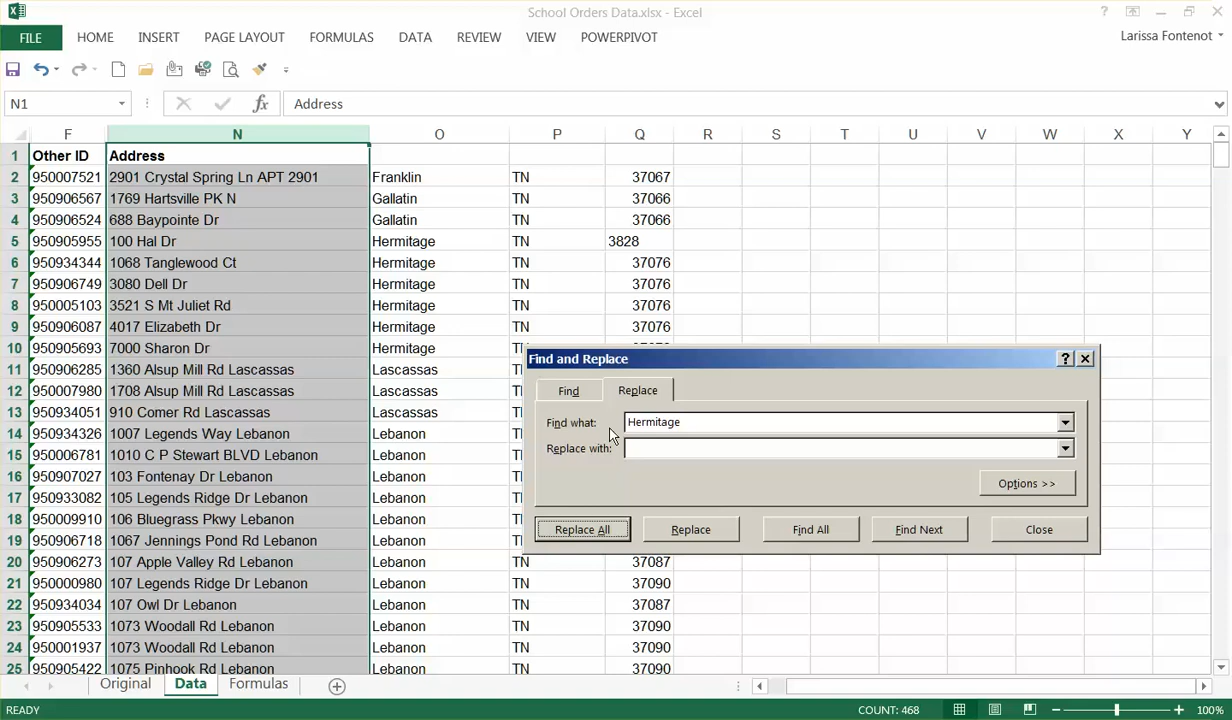 School Orders Data.xlsx - Excel
FILE HOME INSERT PAGE LAYOUT FORMULAS DATA REVIEW VIEW POWERPIVOT Larissa Fontenot
N1 fx Address
F N O P Q R S T U V W X Y
1 Other ID Address
2 950007521 2901 Crystal Spring Ln APT 2901 Franklin TN 37067
3 950906567 1769 Hartsville PK N Gallatin TN 37066
4 950906524 688 Baypointe Dr Gallatin TN 37066
5 950905955 100 Hal Dr Hermitage TN 3828
6 950934344 1068 Tanglewood Ct Hermitage TN 37076
7 950906749 3080 Dell Dr Hermitage TN 37076
8 950005103 3521 S Mt Juliet Rd Hermitage TN 37076
9 950906087 4017 Elizabeth Dr Hermitage TN 37076
10 950905693 7000 Sharon Dr Hermitage
11 950906285 1360 Alsup Mill Rd Lascassas Lascassas
12 950007980 1708 Alsup Mill Rd Lascassas Lascassas
13 950934051 910 Comer Rd Lascassas Lascassas
14 950934326 1007 Legends Way Lebanon Lebanon
15 950006781 1010 C P Stewart BLVD Lebanon Lebanon
16 950907027 103 Fontenay Dr Lebanon Lebanon
17 950933082 105 Legends Ridge Dr Lebanon Lebanon
18 950009910 106 Bluegrass Pkwy Lebanon Lebanon
19 950906718 1067 Jennings Pond Rd Lebanon Lebanon
20 950906273 107 Apple Valley Rd Lebanon Lebanon TN 37087
21 950000980 107 Legends Ridge Dr Lebanon Lebanon TN 37090
22 950934034 107 Owl Dr Lebanon Lebanon TN 37087
23 950905533 1073 Woodall Rd Lebanon Lebanon TN 37090
24 950001937 1073 Woodall Rd Lebanon Lebanon TN 37090
25 950905422 1075 Pinhook Rd Lebanon Lebanon TN 37090
Find and Replace
Find Replace
Find what: Hermitage
Replace with:
Options >>
Replace All Replace Find All Find Next Close
Original Data Formulas
READY COUNT: 468 100%